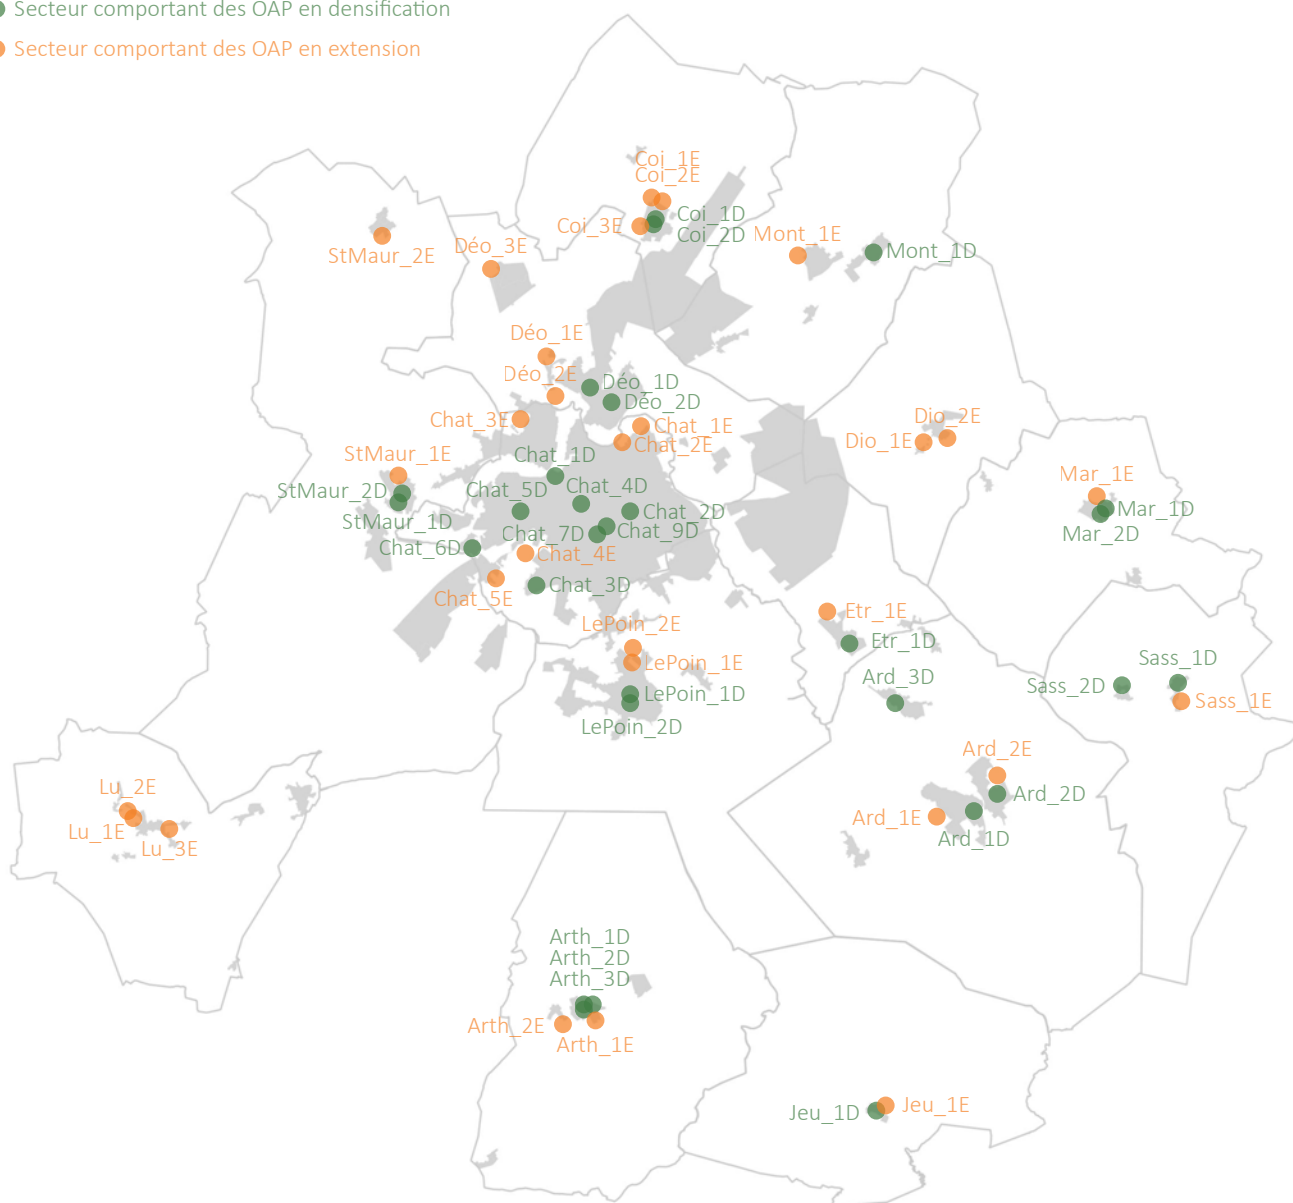 Secteur comportant des OAP en densification
Secteur comportant des OAP en extension
Coi_1E
Coi_2E
Coi_1D
Coi_3E
Coi_2D
Mont_1E
StMaur_2E
Déo_3E
Mont_1D
Déo_1E
Déo_2E
Déo_1D
Déo_2D
Chat_3E
Chat_1E
Dio_2E
Chat_2E
Dio_1E
StMaur_1E
Chat_1D
Mar_1E
StMaur_2D
Chat_5D
Chat_4D
Chat_2D
Mar_1D
StMaur_1D
Chat_7D
Chat_9D
Mar_2D
Chat_6D
Chat_4E
Chat_3D
Chat_5E
LePoin_2E
Etr_1E
Etr_1D
LePoin_1E
Ard_3D
Sass_1D
Sass_2D
LePoin_1D
Sass_1E
LePoin_2D
Ard_2E
Lu_2E
Ard_2D
Lu_1E
Ard_1E
Lu_3E
Ard_1D
Arth_1D
Arth_2D
Arth_3D
Arth_2E
Arth_1E
Jeu_1D
Jeu_1E